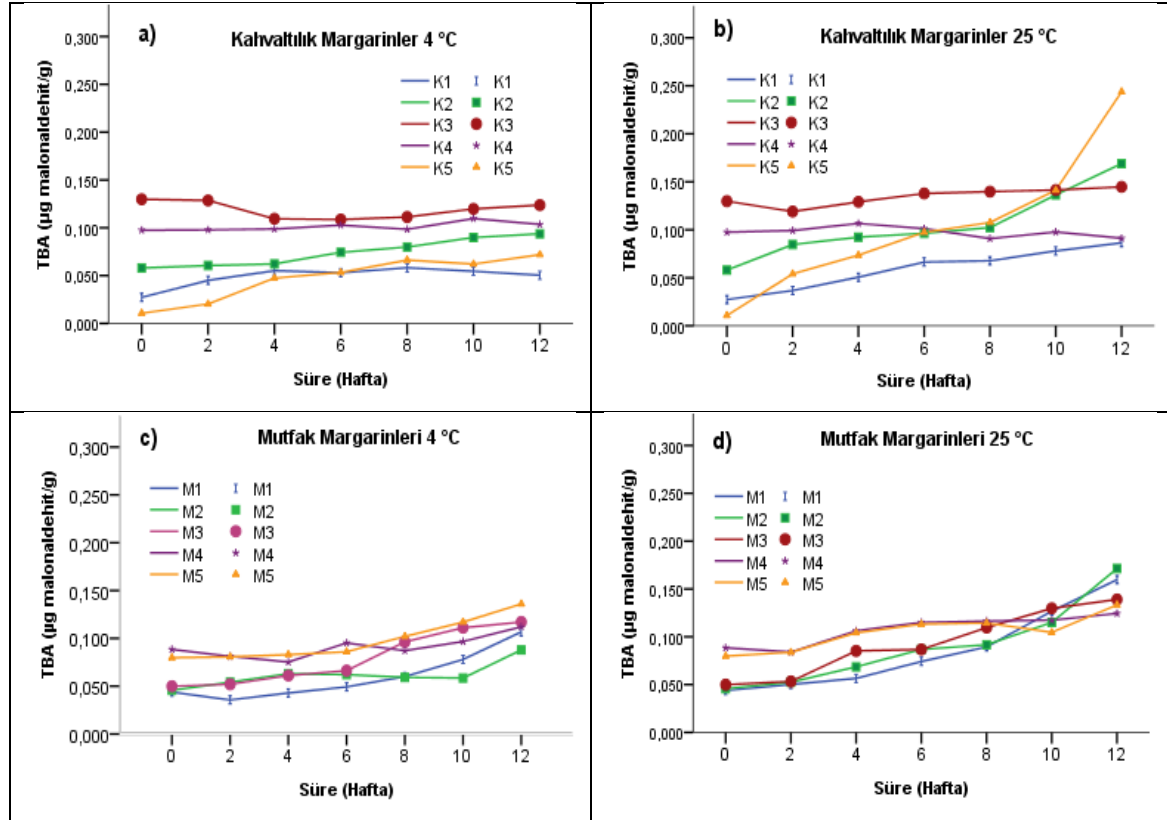 a) Kahvaltılık Margarinler 4 °C
TBA (µg malonaldehit/g)
0,300
0,250
0,200
0,150
0,100
0,050
0,000
K1 K1
K2 K2
K3 K3
K4 K4
K5 K5
0 2 4 6 8 10 12
Süre (Hafta)
b) Kahvaltılık Margarinler 25 °C
TBA (µg malonaldehit/g)
0,300
0,250
0,200
0,150
0,100
0,050
0,000
K1 K1
K2 K2
K3 K3
K4 K4
K5 K5
0 2 4 6 8 10 12
Süre (Hafta)
c) Mutfak Margarinleri 4 °C
TBA (µg malonaldehit/g)
0,300
0,250
0,200
0,150
0,100
0,050
0,000
M1 M1
M2 M2
M3 M3
M4 M4
M5 M5
0 2 4 6 8 10 12
Süre (Hafta)
d) Mutfak Margarinleri 25 °C
TBA (µg malonaldehit/g)
0,300
0,250
0,200
0,150
0,100
0,050
0,000
M1 M1
M2 M2
M3 M3
M4 M4
M5 M5
0 2 4 6 8 10 12
Süre (Hafta)